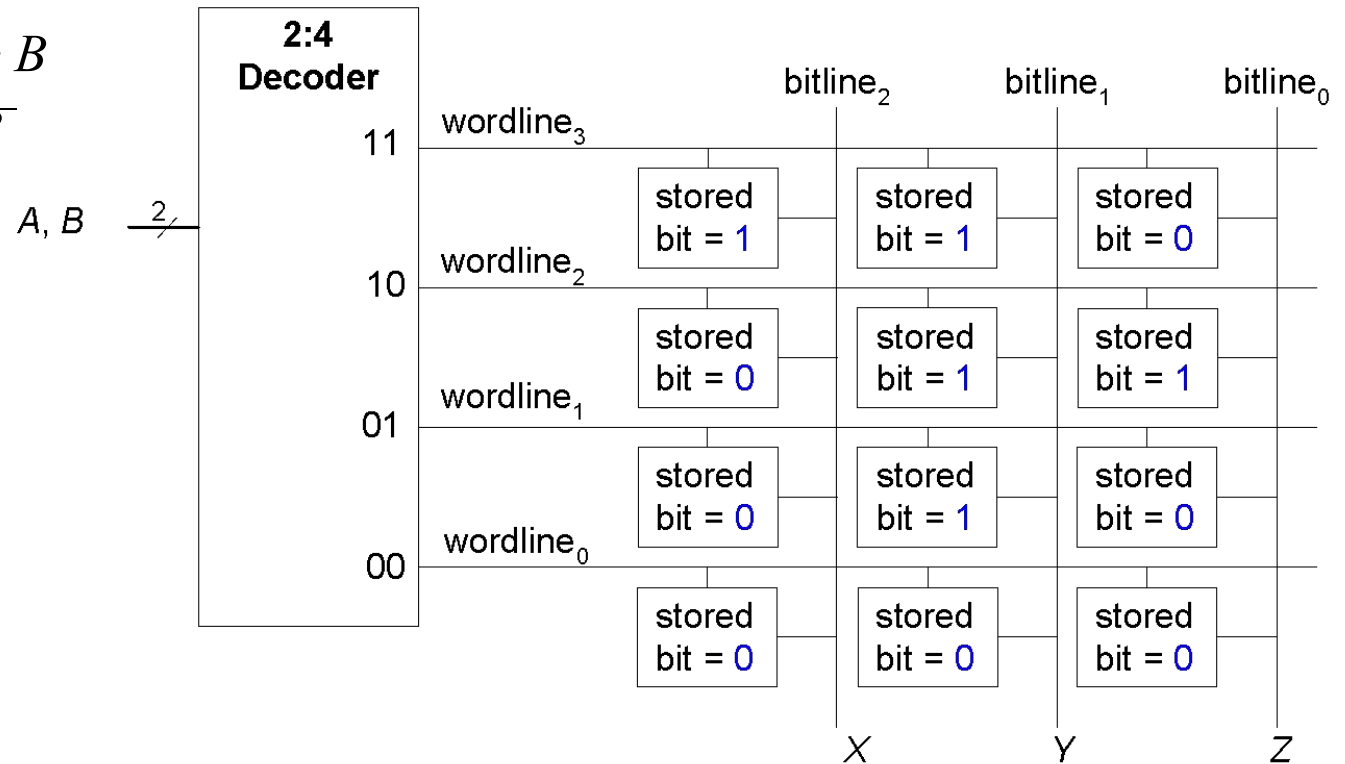 B
2:4
Decoder
bitline2 bitline1 bitline0
11 wordline3
A, B 2
stored stored stored
bit = 1 bit = 1 bit = 0
10 wordline2
stored stored stored
bit = 0 bit = 1 bit = 1
01 wordline1
stored stored stored
bit = 0 bit = 1 bit = 0
00 wordline0
stored stored stored
bit = 0 bit = 0 bit = 0
X Y Z